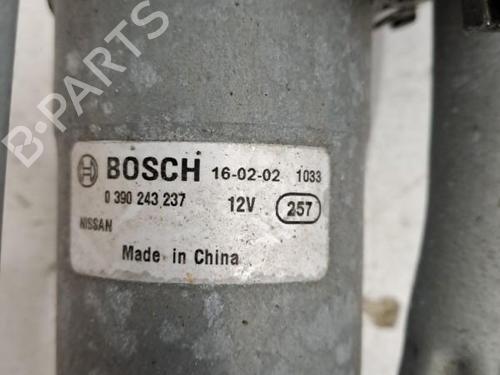 B-PARTS
BOSCH 16-02-02 1033
0 390 243 237 12V 257
NISSAN
Made in China